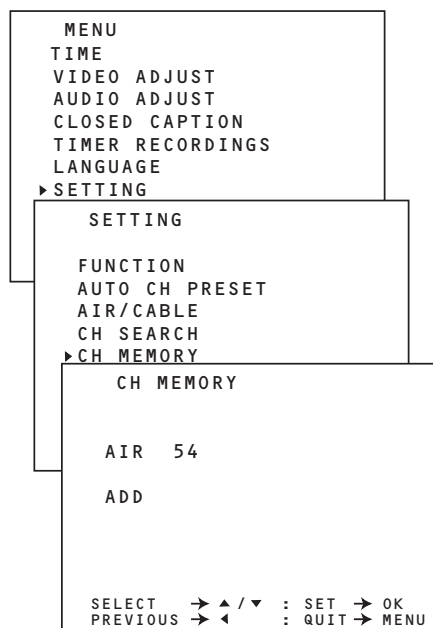 MENU
TIME
VIDEO ADJUST
AUDIO ADJUST
CLOSED CAPTION
TIMER RECORDINGS
LANGUAGE
▶SETTING
SETTING
FUNCTION
AUTO CH PRESET
AIR/CABLE
CH SEARCH
▶CH MEMORY
CH MEMORY
AIR 54
ADD
SELECT → ▲/▼ : SET → OK
PREVIOUS → ◀ : QUIT → MENU